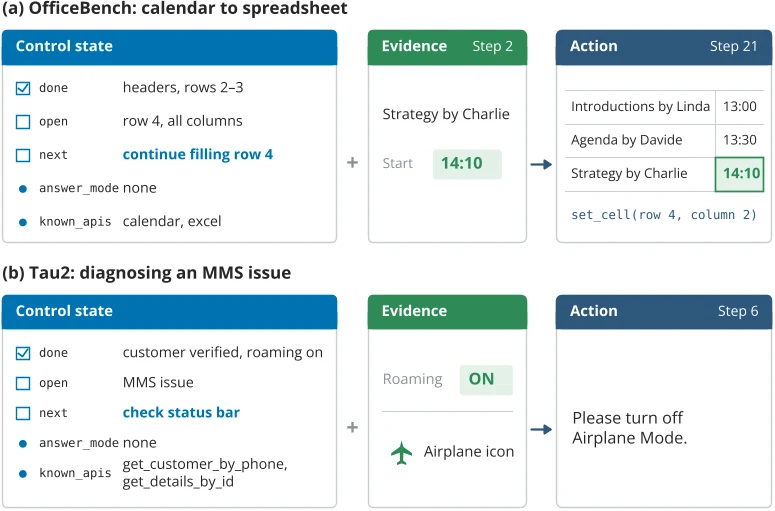 (a) OfficeBench: calendar to spreadsheet
Control state
done headers, rows 2–3
open row 4, all columns
next continue filling row 4
answer_mode none
known_apis calendar, excel
+
Evidence Step 2
Strategy by Charlie
Start 14:10
Action Step 21
Introductions by Linda 13:00
Agenda by Davide 13:30
Strategy by Charlie 14:10
set_cell(row 4, column 2)
(b) Tau2: diagnosing an MMS issue
Control state
done customer verified, roaming on
open MMS issue
next check status bar
answer_mode none
known_apis get_customer_by_phone,
get_details_by_id
+
Evidence
Roaming ON
Airplane icon
Action Step 6
Please turn off
Airplane Mode.